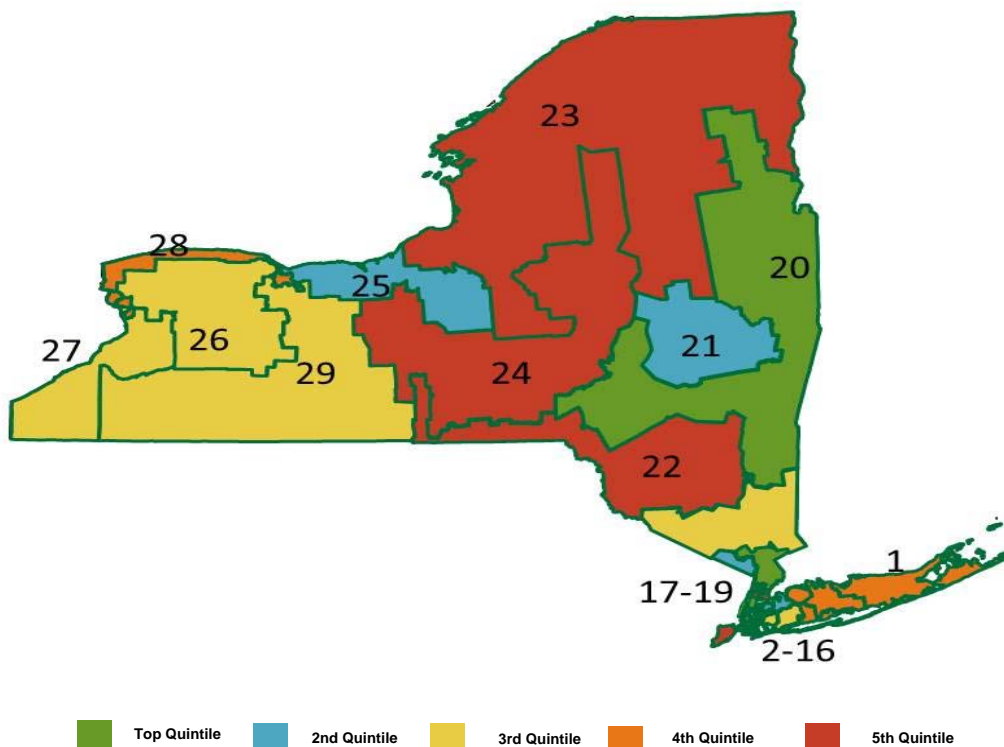 23
28
20
25
21
27
26
29
24
22
1
17-19
2-16
Top Quintile
2nd Quintile
3rd Quintile
4th Quintile
5th Quintile